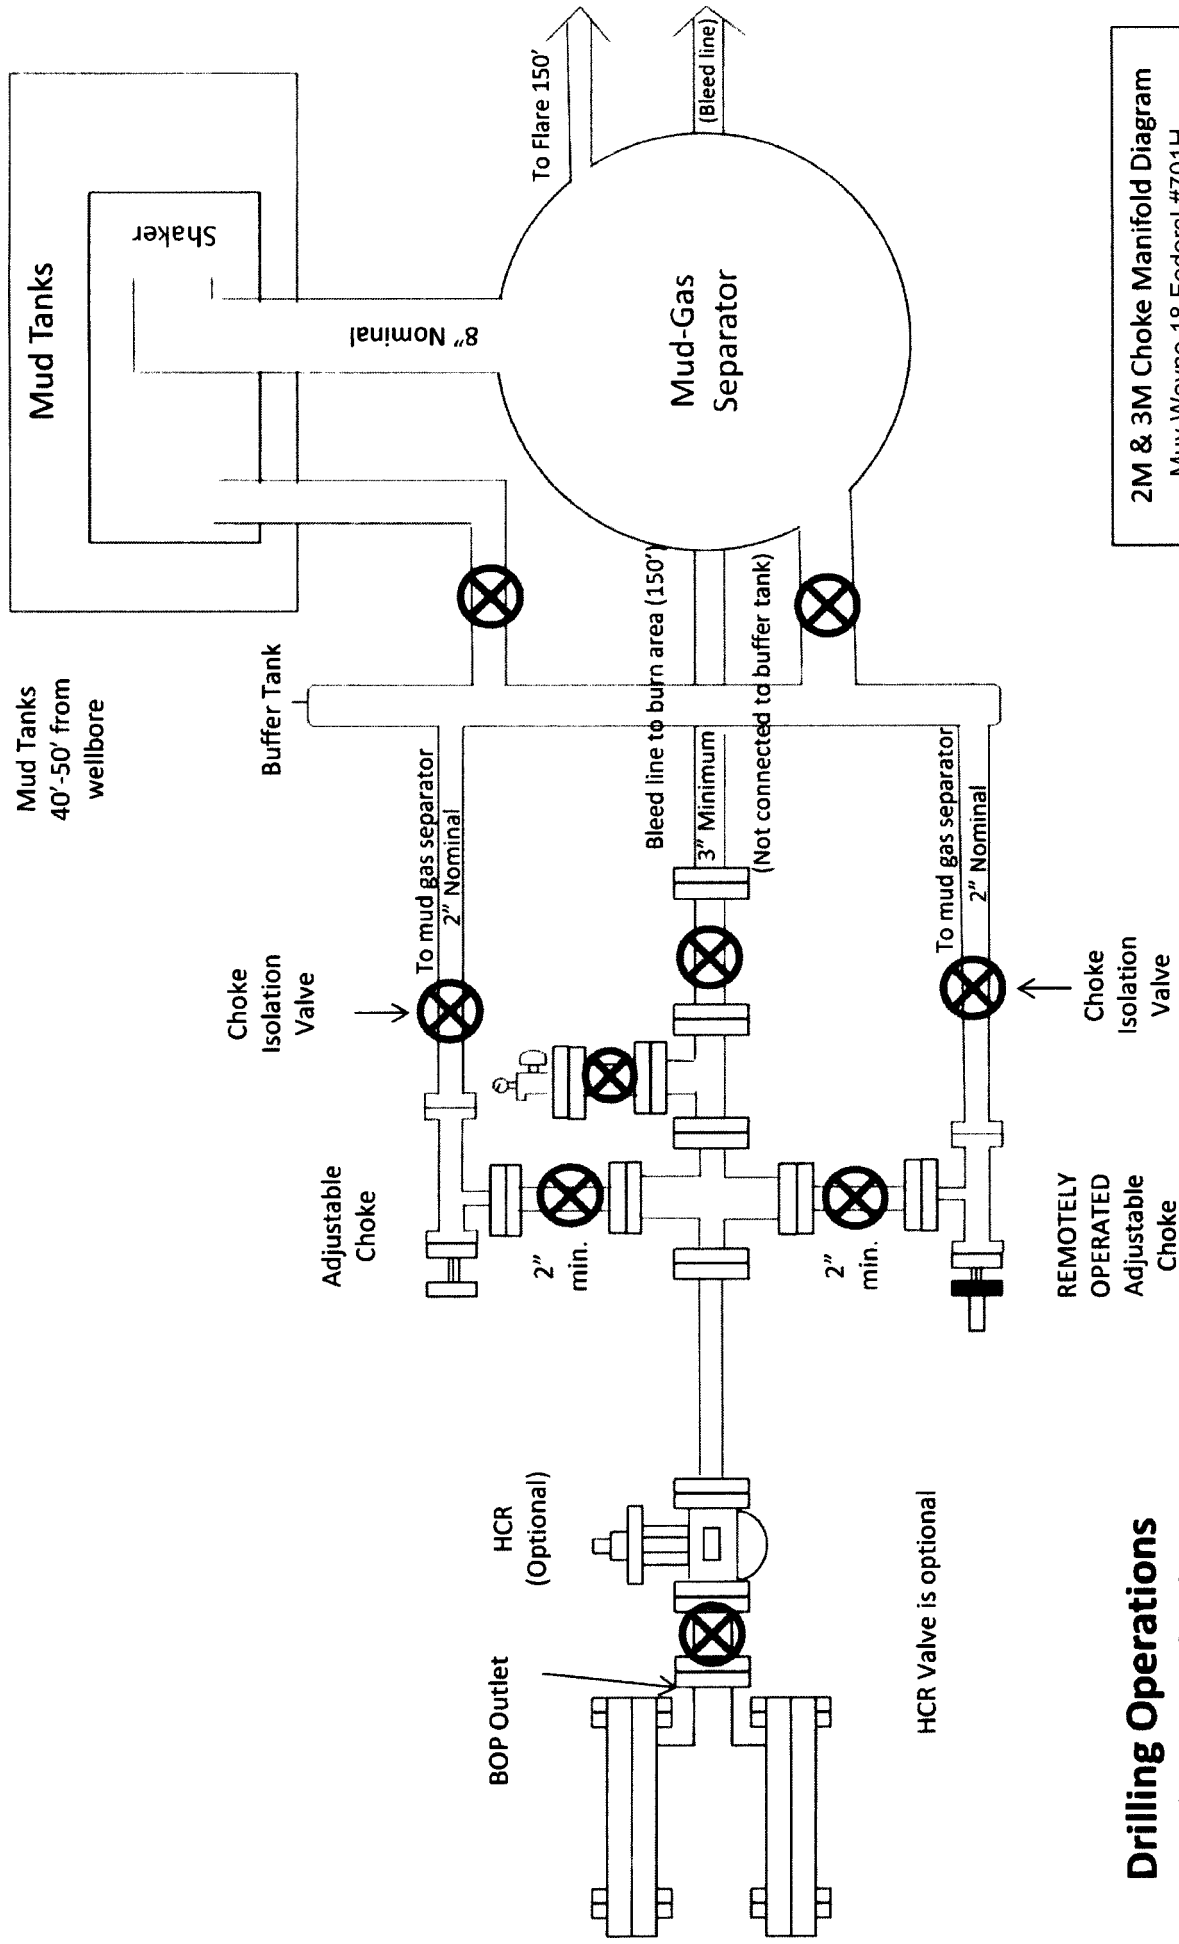 Mud Tanks
40'-50' from
wellbore
Mud Tanks
Shaker
8" Nominal
Buffer Tank
To Flare 150'
(Bleed line)
Mud-Gas
Separator
Choke
Isolation
Valve
To mud gas separator
2" Nominal
Bleed line to burn area (150')
3" Minimum
(Not connected to buffer tank)
To mud gas separator
2" Nominal
Choke
Isolation
Valve
Adjustable
Choke
2"
min.
2"
min.
REMOTELY
OPERATED
Adjustable
Choke
HCR
(Optional)
BOP Outlet
HCR Valve is optional
Drilling Operations
2M & 3M Choke Manifold Diagram